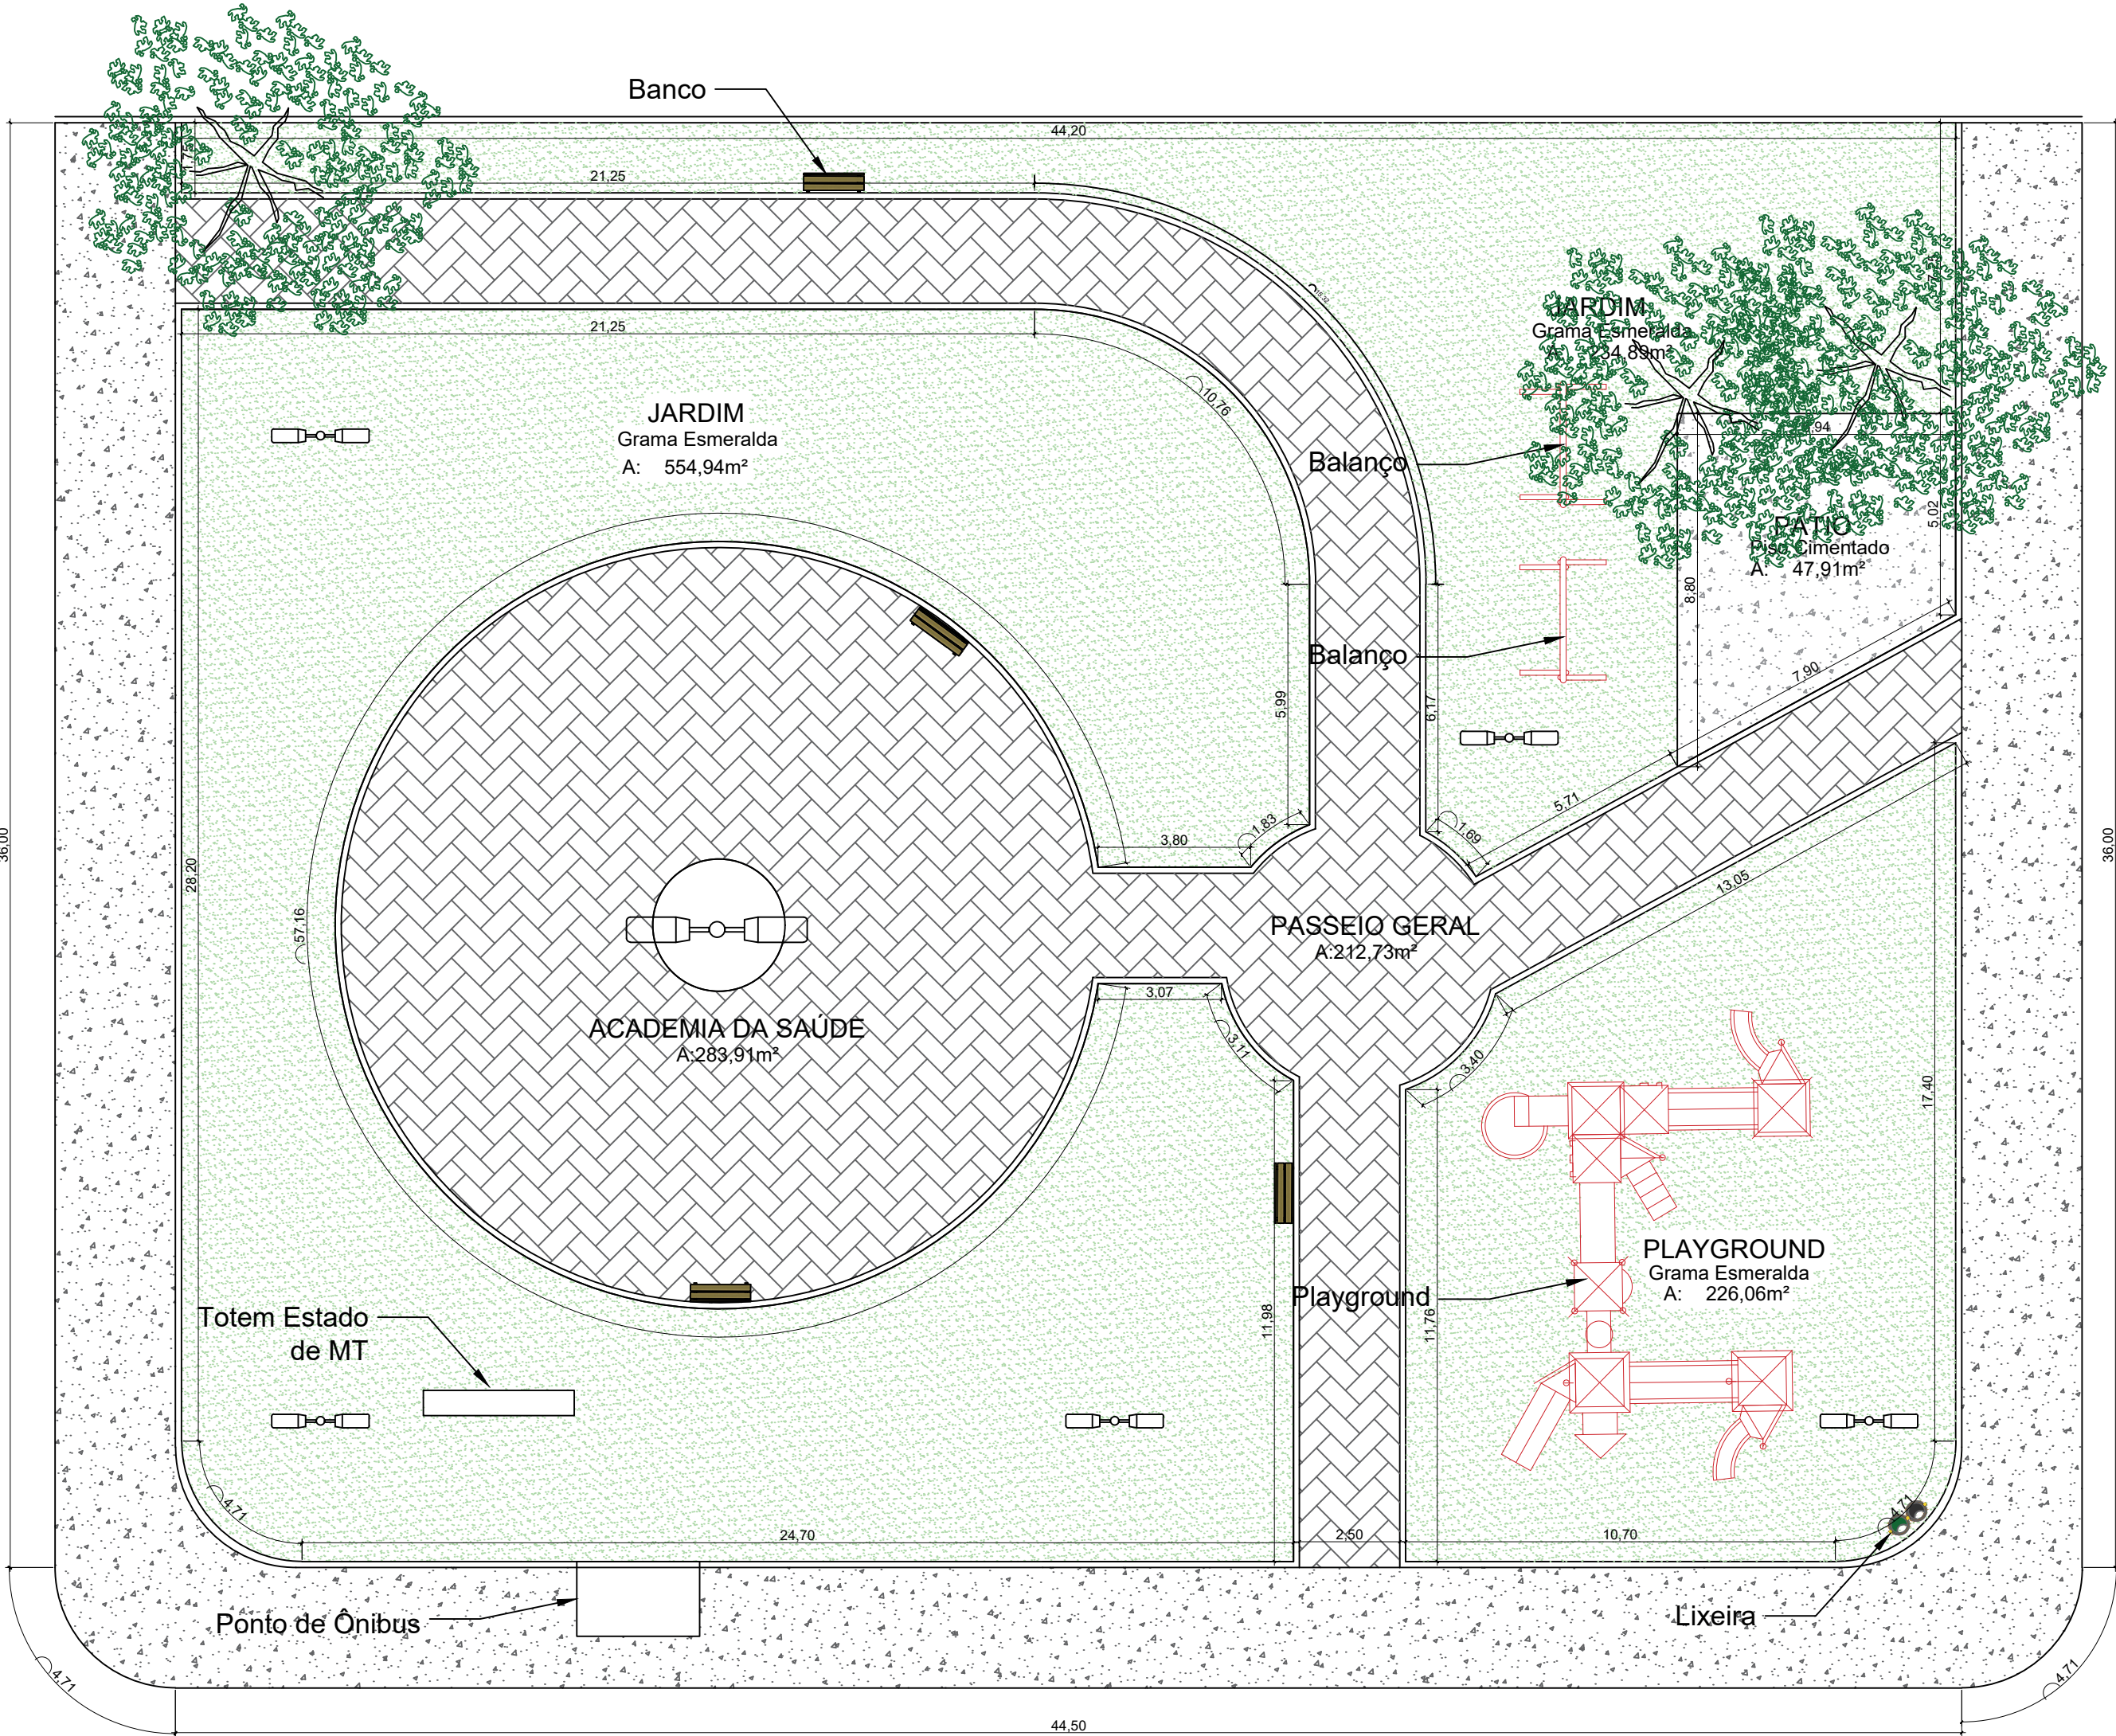 Banco
44,20
21,25
21,25
10,76
JARDIM
Grama Esmeralda
A: 554,94m²
JARDIM
Grama Esmeralda
234,89m²
Balanço
5,02
PÁTIO
Piso Cimentado
A: 47,91m²
8,80
Balanço
7,90
5,99
6,17
5,71
1,83
1,69
3,80
36,00
28,20
36,00
13,05
57,16
PASSEIO GERAL
A:212,73m²
3,07
3,11
3,40
ACADEMIA DA SAÚDE
A:283,91m²
17,40
PLAYGROUND
Grama Esmeralda
A: 226,06m²
Playground
11,98
11,76
Totem Estado
de MT
4,71
24,70
2,50
10,70
4,71
Ponto de Ônibus
Lixeira
4,71
4,71
44,50